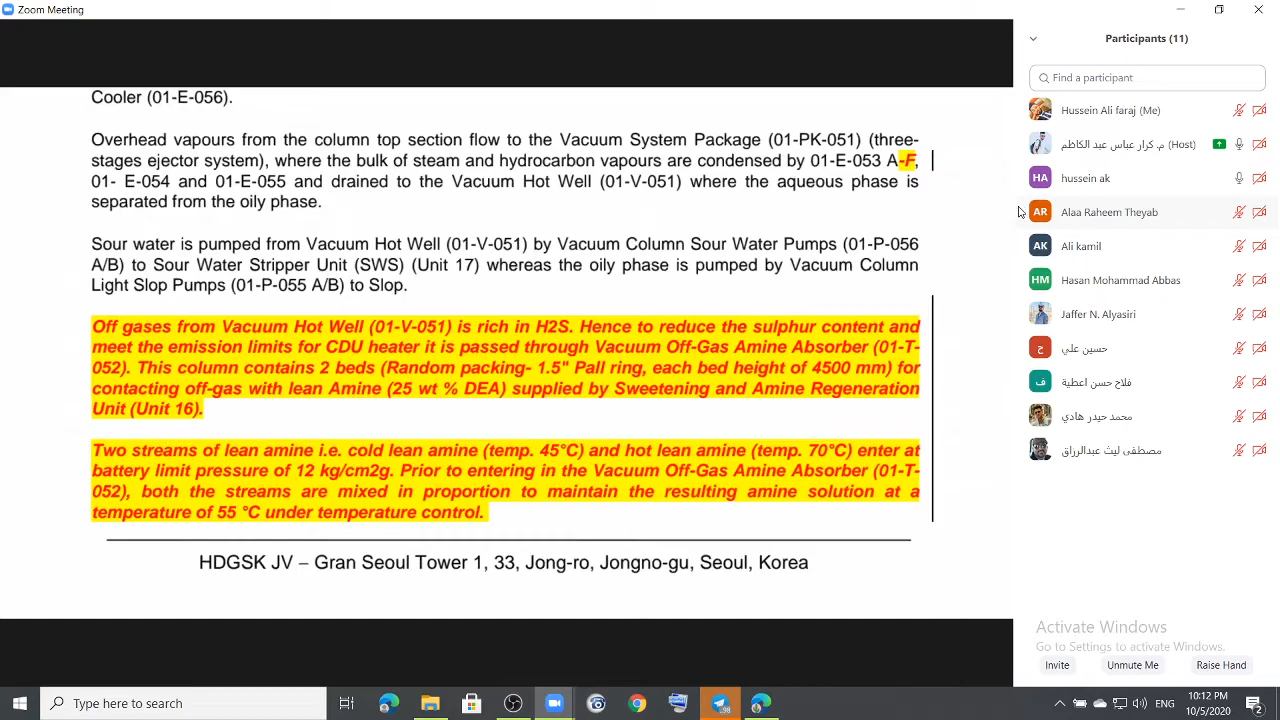 Zoom Meeting
Cooler (01-E-056).
Overhead vapours from the column top section flow to the Vacuum System Package (01-PK-051) (three-
stages ejector system), where the bulk of steam and hydrocarbon vapours are condensed by 01-E-053 A-F,
01- E-054 and 01-E-055 and drained to the Vacuum Hot Well (01-V-051) where the aqueous phase is
separated from the oily phase.
Sour water is pumped from Vacuum Hot Well (01-V-051) by Vacuum Column Sour Water Pumps (01-P-056
A/B) to Sour Water Stripper Unit (SWS) (Unit 17) whereas the oily phase is pumped by Vacuum Column
Light Slop Pumps (01-P-055 A/B) to Slop.
Off gases from Vacuum Hot Well (01-V-051) is rich in H2S. Hence to reduce the sulphur content and
meet the emission limits for CDU heater it is passed through Vacuum Off-Gas Amine Absorber (01-T-
052). This column contains 2 beds (Random packing- 1.5" Pall ring, each bed height of 4500 mm) for
contacting off-gas with lean Amine (25 wt % DEA) supplied by Sweetening and Amine Regeneration
Unit (Unit 16).
Two streams of lean amine i.e. cold lean amine (temp. 45°C) and hot lean amine (temp. 70°C) enter at
battery limit pressure of 12 kg/cm2g. Prior to entering in the Vacuum Off-Gas Amine Absorber (01-T-
052), both the streams are mixed in proportion to maintain the resulting amine solution at a
temperature of 55 °C under temperature control.
HDGSK JV – Gran Seoul Tower 1, 33, Jong-ro, Jongno-gu, Seoul, Korea
Participants (11)
Find a participant
Hussein Ali faraj (Me)
م. كرار عباس عبد الكاظم (Host)
HA hussein ak
AR Alaa Raheem Theyab
AK Ali kamil
HM Hasan Mohammad Abbas
Jaffer N. Alyasiri
ح حسين علي
ف فلاح حسن اعطية
محمد حيدر هادي
مصطفى ليث عبدالرزاق
Activate Windows
Go to Settings to activate Windows.
Invite Unmute Me Raise Hand
Type here to search
98
ENG
10:12 PM
10/5/2020
2